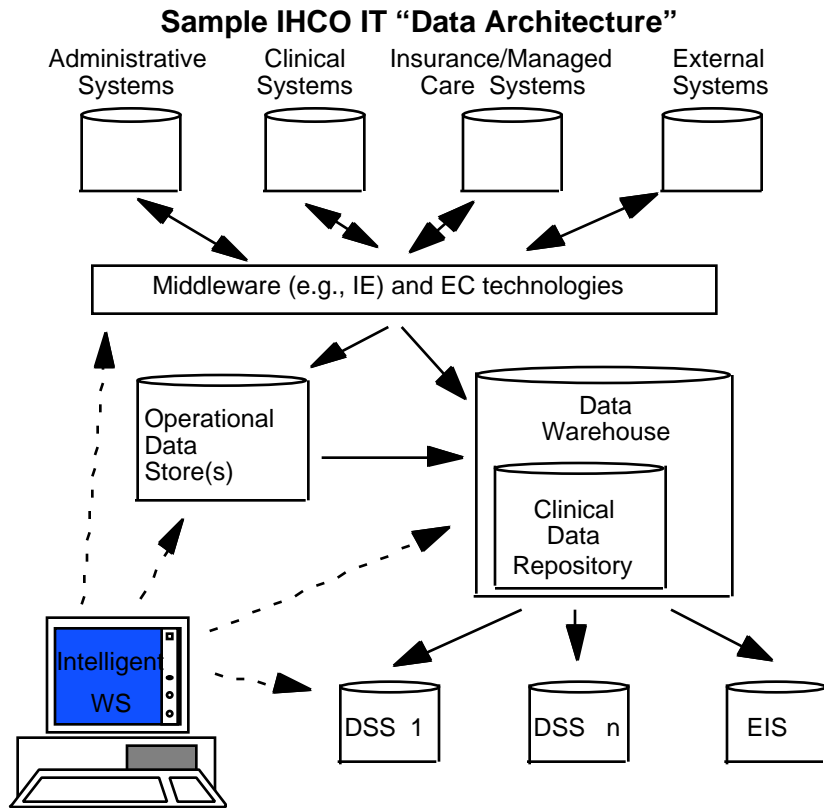 Sample IHCO IT “Data Architecture”
Administrative
Systems
Clinical
Systems
Insurance/Managed
Care Systems
External
Systems
Middleware (e.g., IE) and EC technologies
Operational
Data
Store(s)
Data
Warehouse
Clinical
Data
Repository
Intelligent
WS
DSS 1
DSS n
EIS